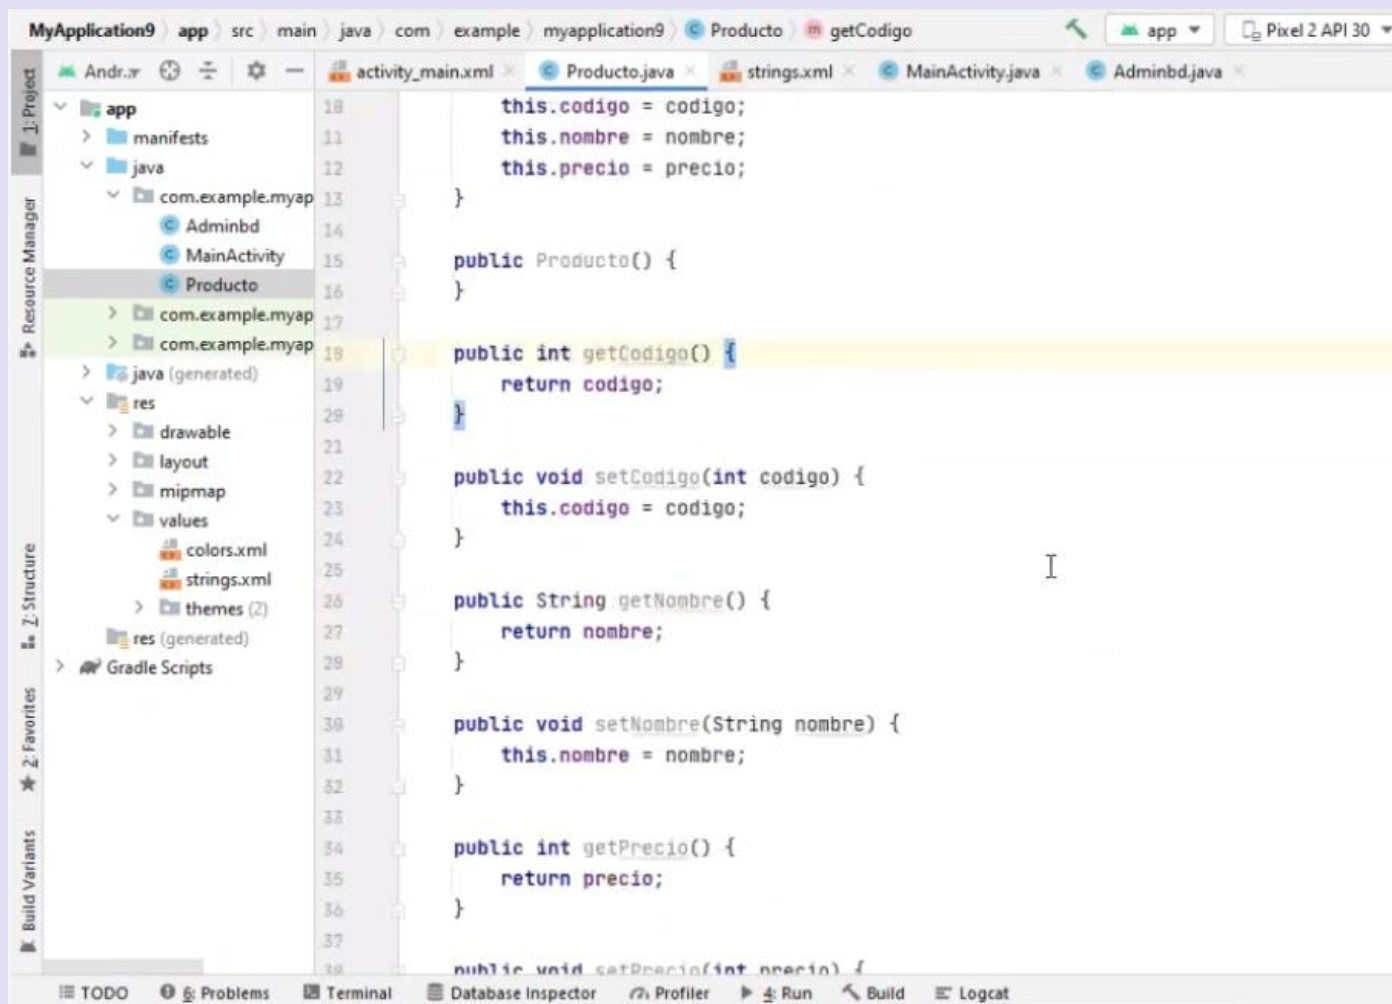 MyApplication9 app src main java com example myapplication9 Producto getCodigo app Pixel 2 API 30
Andr.. activity_main.xml Producto.java strings.xml MainActivity.java Adminbd.java
1: Project
Resource Manager
7: Structure
2: Favorites
Build Variants
app
manifests
java
com.example.myap
Adminbd
MainActivity
Producto
com.example.myap
com.example.myap
java (generated)
res
drawable
layout
mipmap
values
colors.xml
strings.xml
themes (2)
res (generated)
Gradle Scripts
10 this.codigo = codigo;
11 this.nombre = nombre;
12 this.precio = precio;
13 }
14
15 public Producto() {
16 }
17
18 public int getCodigo() {
19 return codigo;
20 }
21
22 public void setCodigo(int codigo) {
23 this.codigo = codigo;
24 }
25
26 public String getNombre() {
27 return nombre;
28 }
29
30 public void setNombre(String nombre) {
31 this.nombre = nombre;
32 }
33
34 public int getPrecio() {
35 return precio;
36 }
37
38 public void setPrecio(int precio) {
TODO 6: Problems Terminal Database Inspector Profiler 4: Run Build Logcat